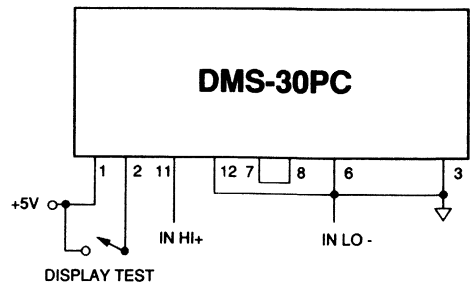 DMS-30PC
1 2 11 12 7 8 6 3
+5V
IN HI+ IN LO -
DISPLAY TEST